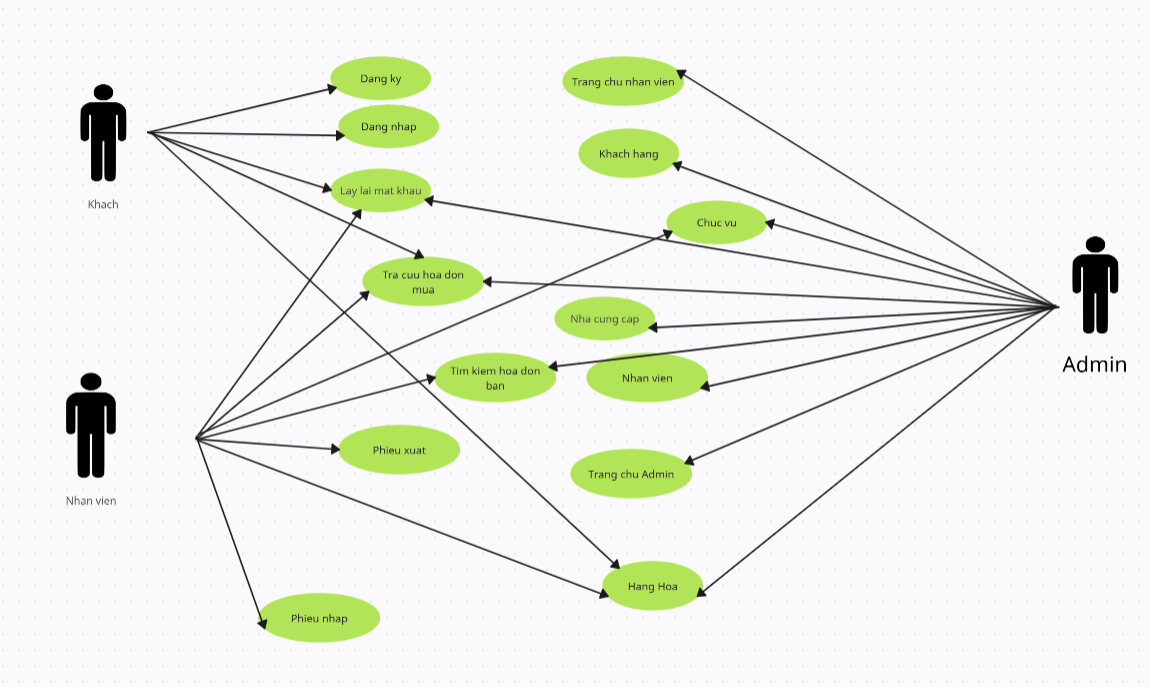 Dang ky
Trang chu nhan vien
Dang nhap
Khach hang
Khach
Lay lai mat khau
Chuc vu
Tra cuu hoa don
mua
Nha cung cap
Admin
Tim kiem hoa don
ban
Nhan vien
Phieu xuat
Trang chu Admin
Nhan vien
Hang Hoa
Phieu nhap